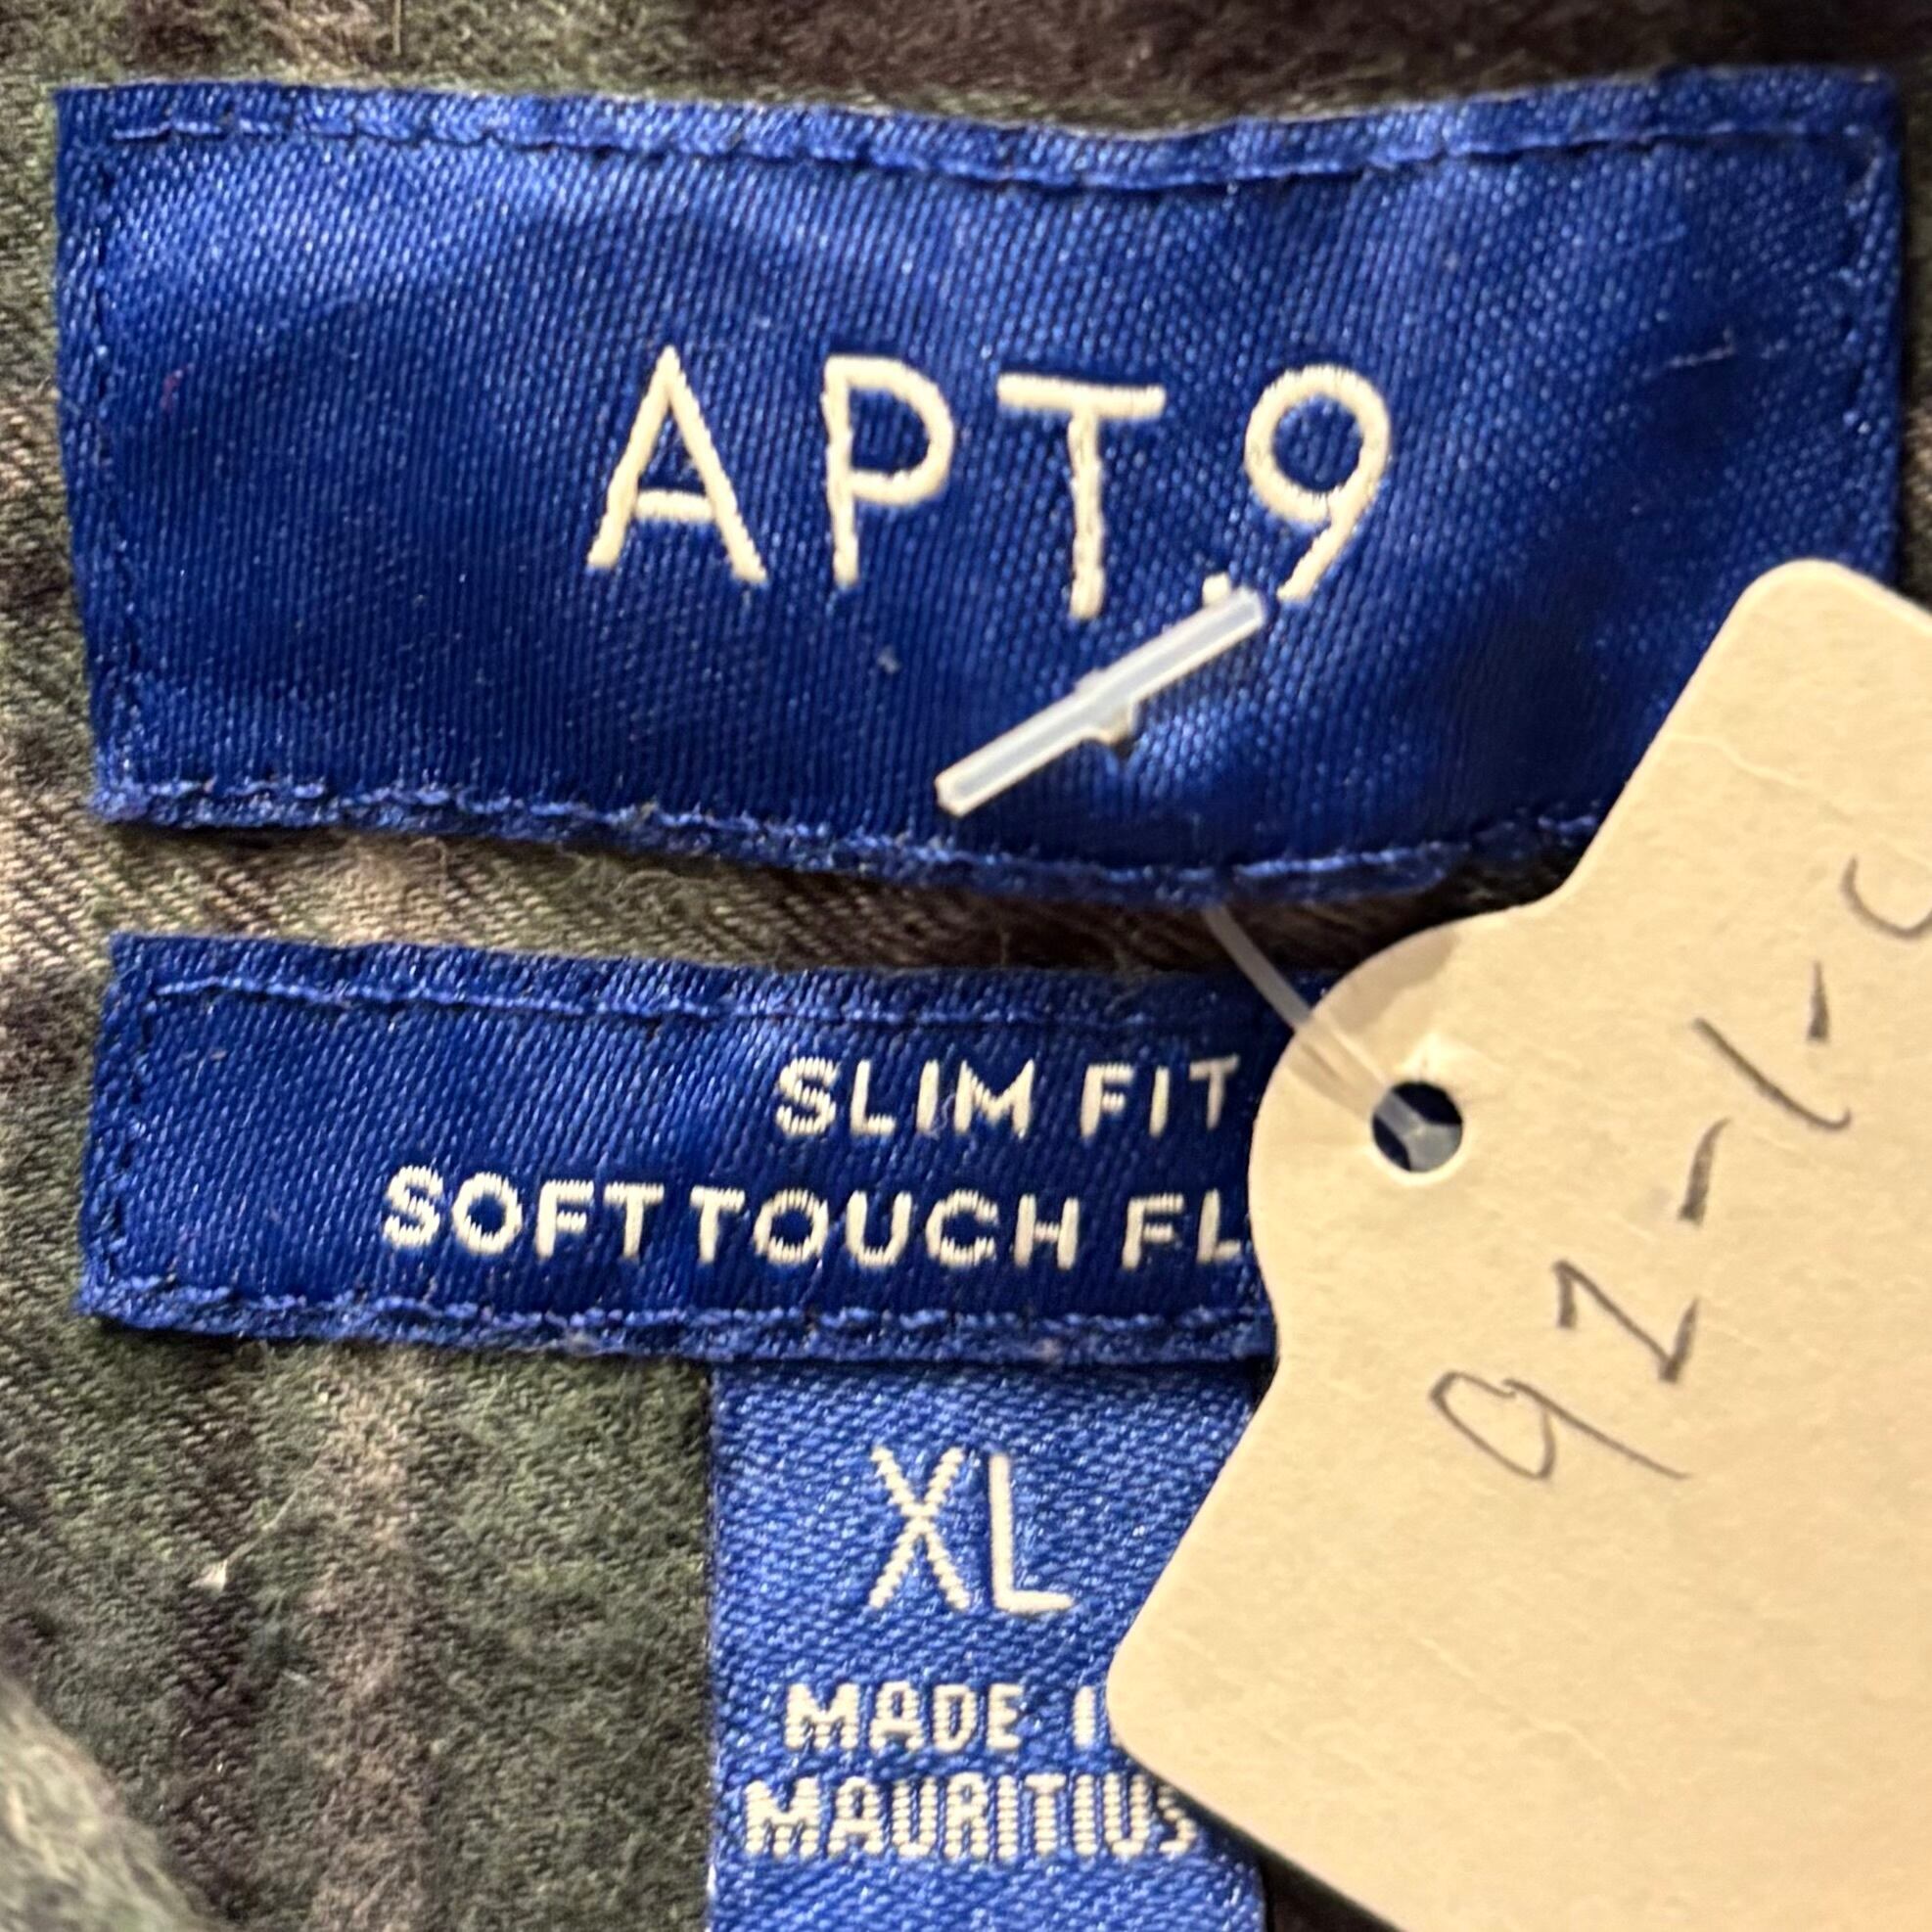 APT.9
SLIM FIT
SOFT TOUCH FL
XL
MADE I
MAURITIUS
92-1-